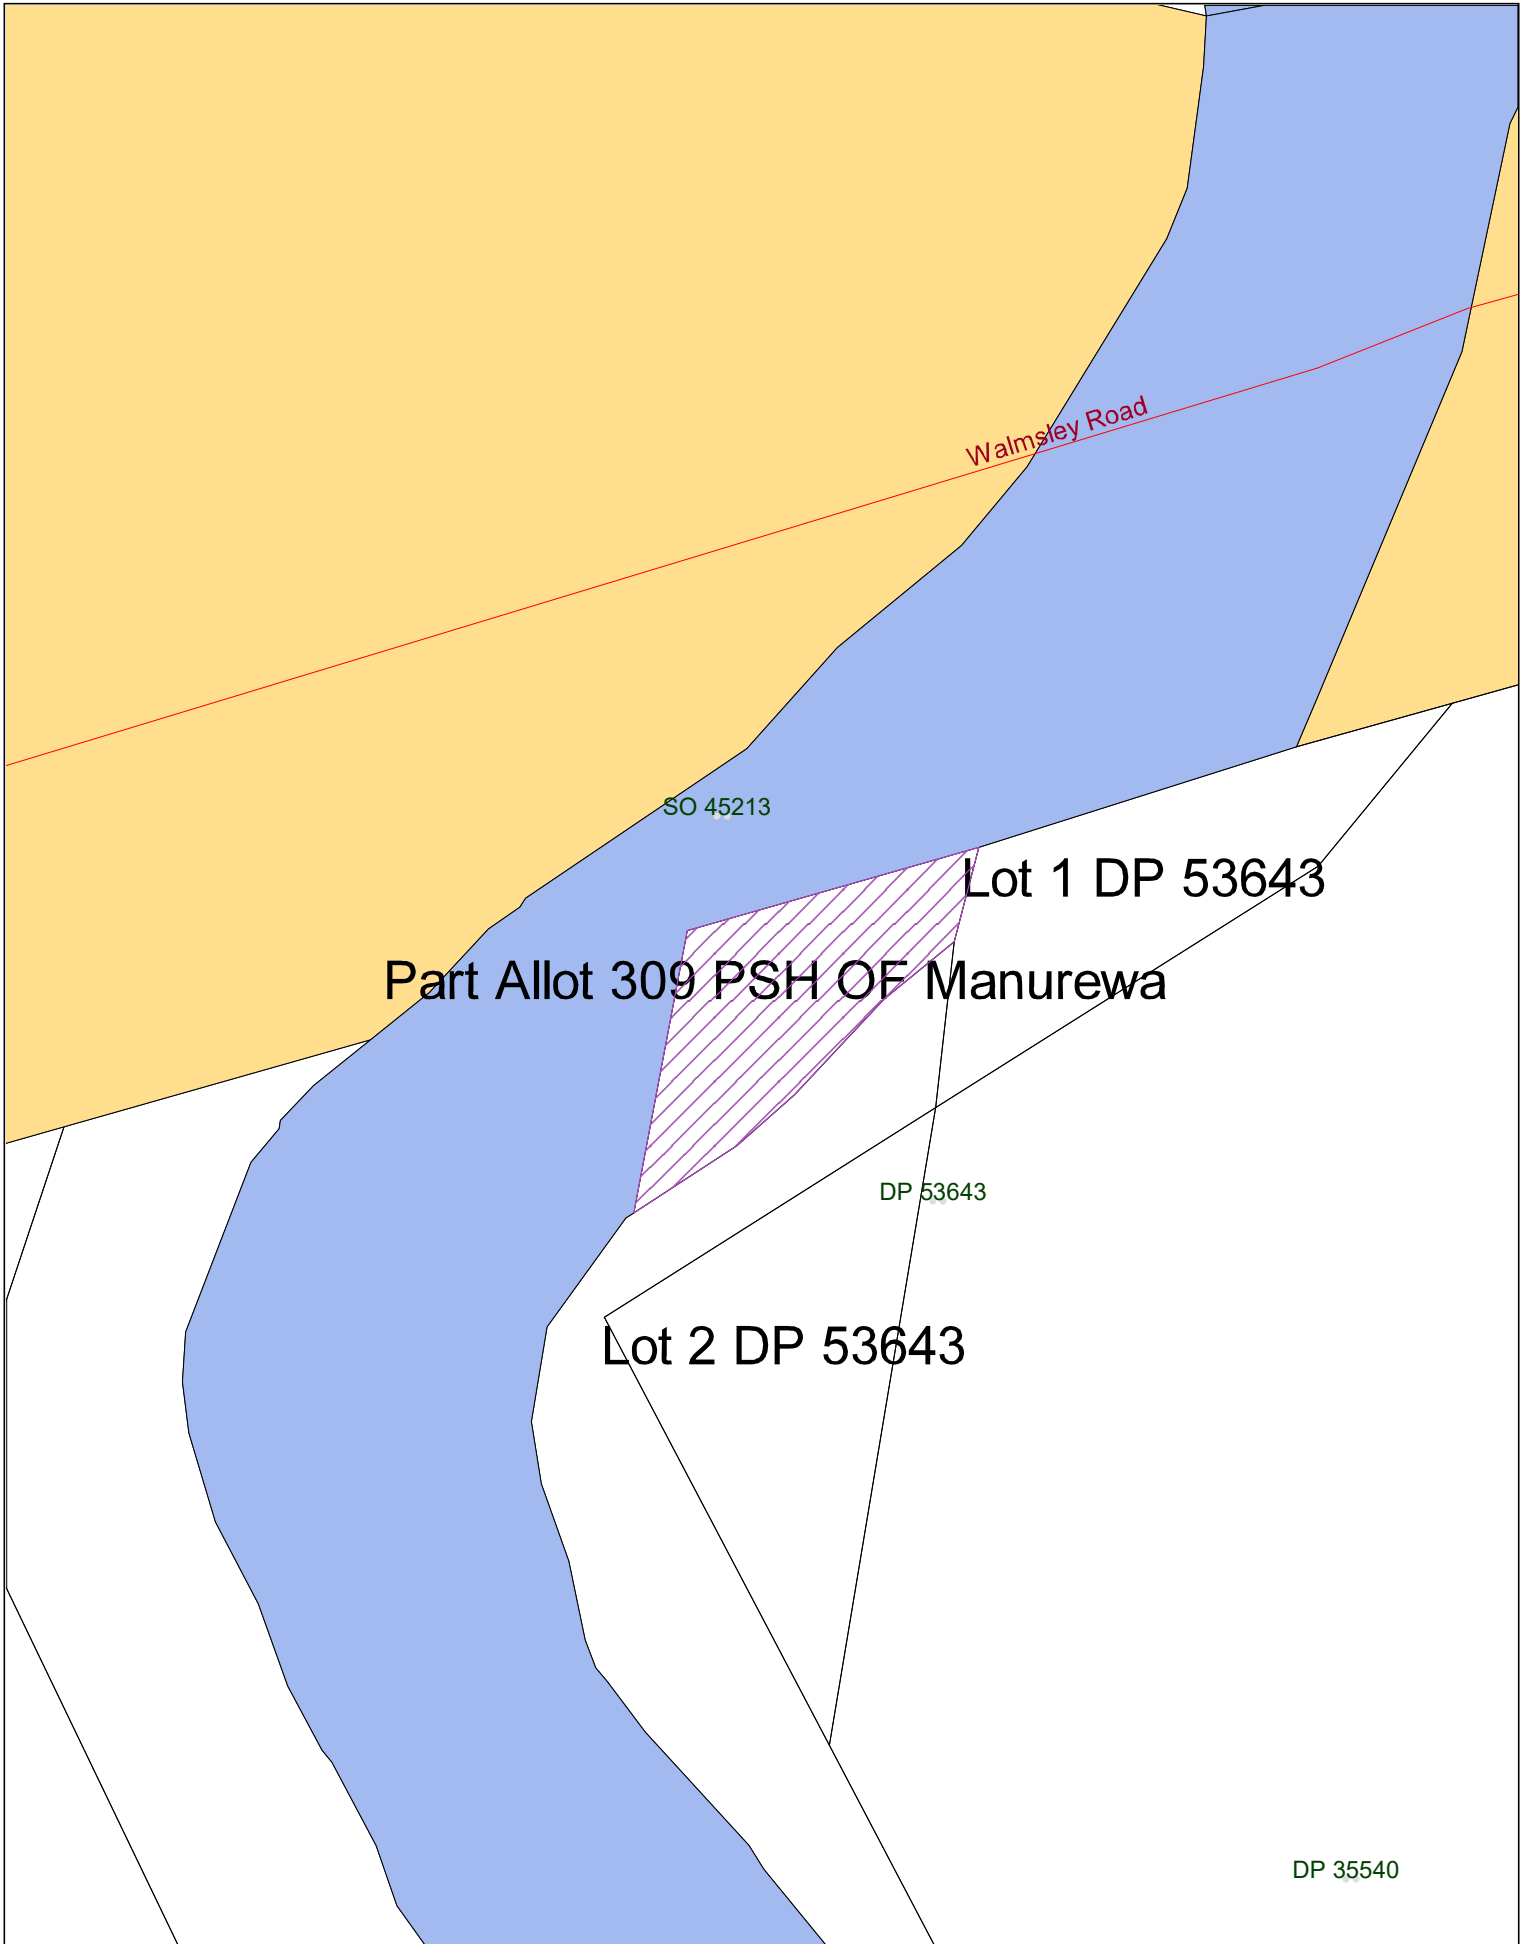 Walmsley Road
SO 45213
Lot 1 DP 53643
Part Allot 309 PSH OF Manurewa
DP 53643
Lot 2 DP 53643
DP 35540